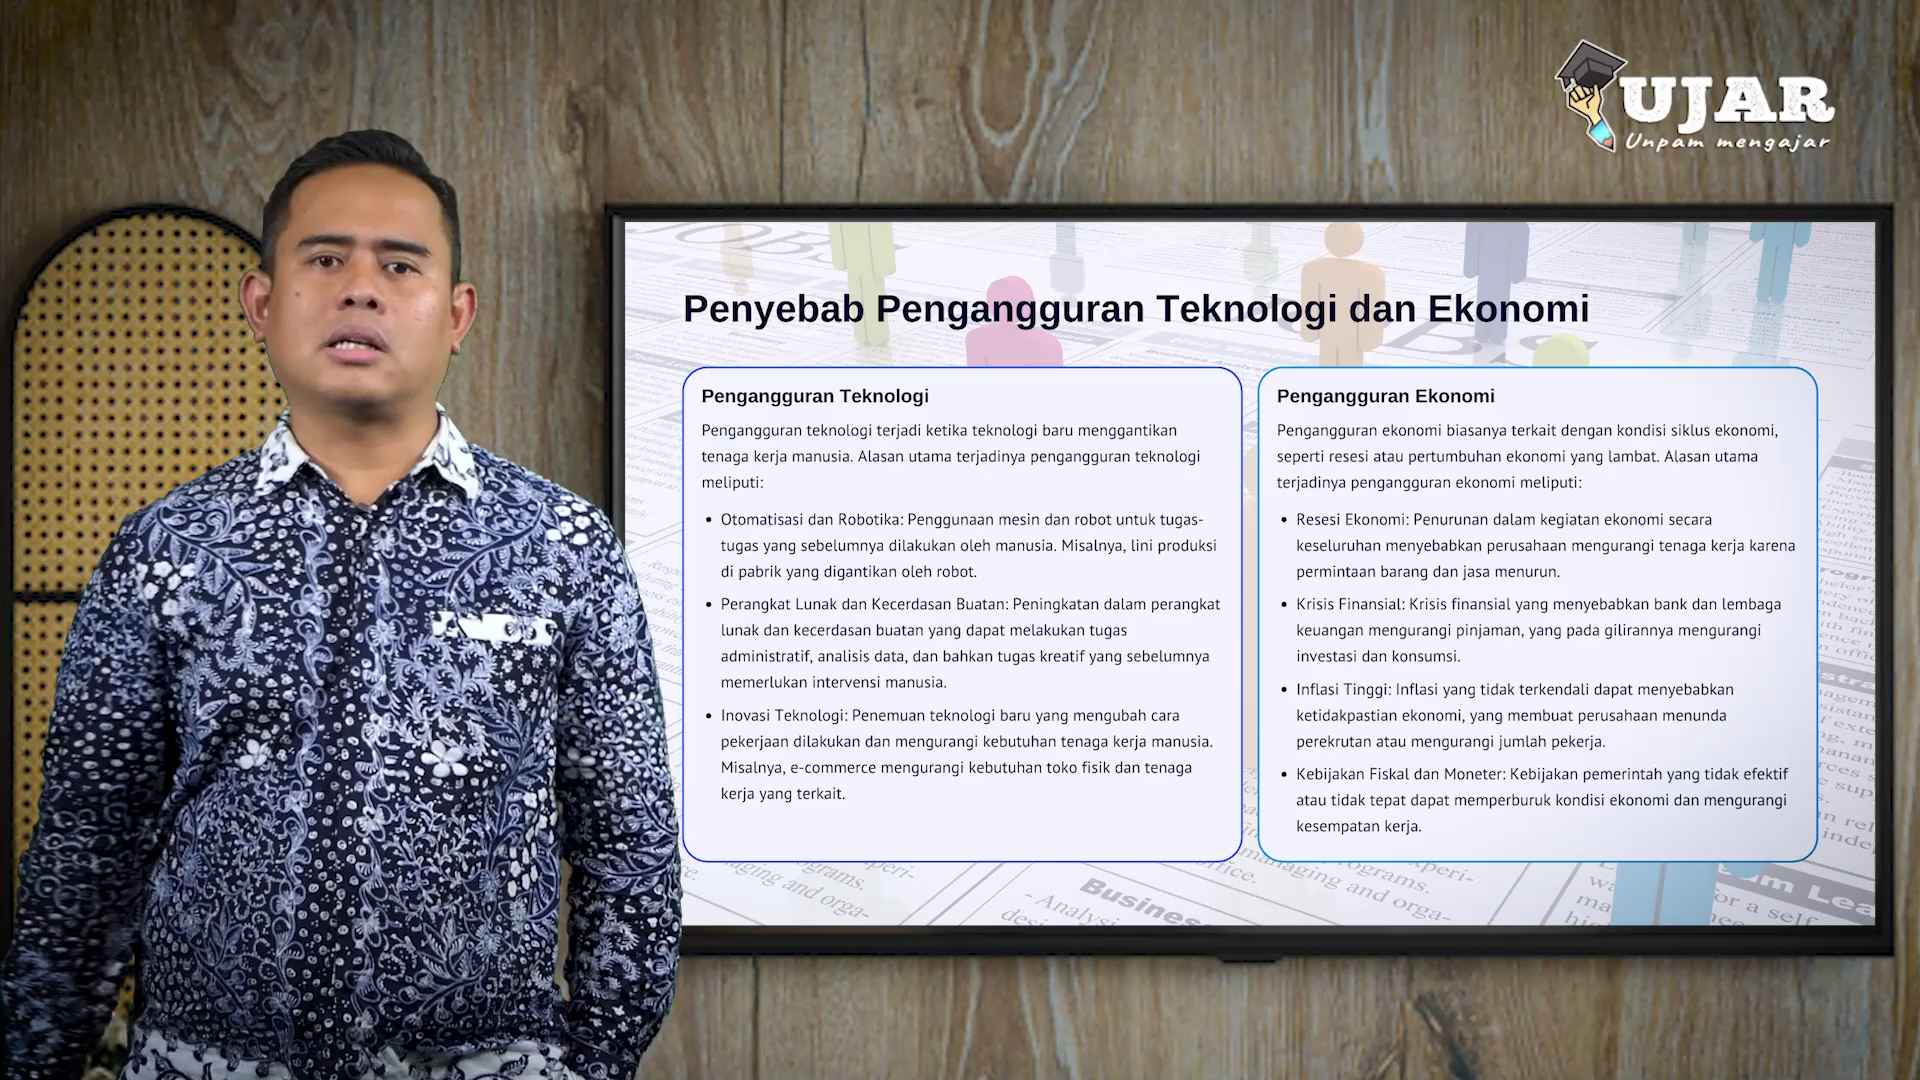 UJAR
Unpam mengajar
JOBS
Penyebab Pengangguran Teknologi dan Ekonomi
Pengangguran Teknologi
Pengangguran teknologi terjadi ketika teknologi baru menggantikan
tenaga kerja manusia. Alasan utama terjadinya pengangguran teknologi
meliputi:
• Otomatisasi dan Robotika: Penggunaan mesin dan robot untuk tugas-
tugas yang sebelumnya dilakukan oleh manusia. Misalnya, lini produksi
di pabrik yang digantikan oleh robot.
• Perangkat Lunak dan Kecerdasan Buatan: Peningkatan dalam perangkat
lunak dan kecerdasan buatan yang dapat melakukan tugas
administratif, analisis data, dan bahkan tugas kreatif yang sebelumnya
memerlukan intervensi manusia.
• Inovasi Teknologi: Penemuan teknologi baru yang mengubah cara
pekerjaan dilakukan dan mengurangi kebutuhan tenaga kerja manusia.
Misalnya, e-commerce mengurangi kebutuhan toko fisik dan tenaga
kerja yang terkait.
Pengangguran Ekonomi
Pengangguran ekonomi biasanya terkait dengan kondisi siklus ekonomi,
seperti resesi atau pertumbuhan ekonomi yang lambat. Alasan utama
terjadinya pengangguran ekonomi meliputi:
• Resesi Ekonomi: Penurunan dalam kegiatan ekonomi secara
keseluruhan menyebabkan perusahaan mengurangi tenaga kerja karena
permintaan barang dan jasa menurun.
• Krisis Finansial: Krisis finansial yang menyebabkan bank dan lembaga
keuangan mengurangi pinjaman, yang pada gilirannya mengurangi
investasi dan konsumsi.
• Inflasi Tinggi: Inflasi yang tidak terkendali dapat menyebabkan
ketidakpastian ekonomi, yang membuat perusahaan menunda
perekrutan atau mengurangi jumlah pekerja.
• Kebijakan Fiskal dan Moneter: Kebijakan pemerintah yang tidak efektif
atau tidak tepat dapat memperburuk kondisi ekonomi dan mengurangi
kesempatan kerja.
managing and orga-
- Analysi
Busines